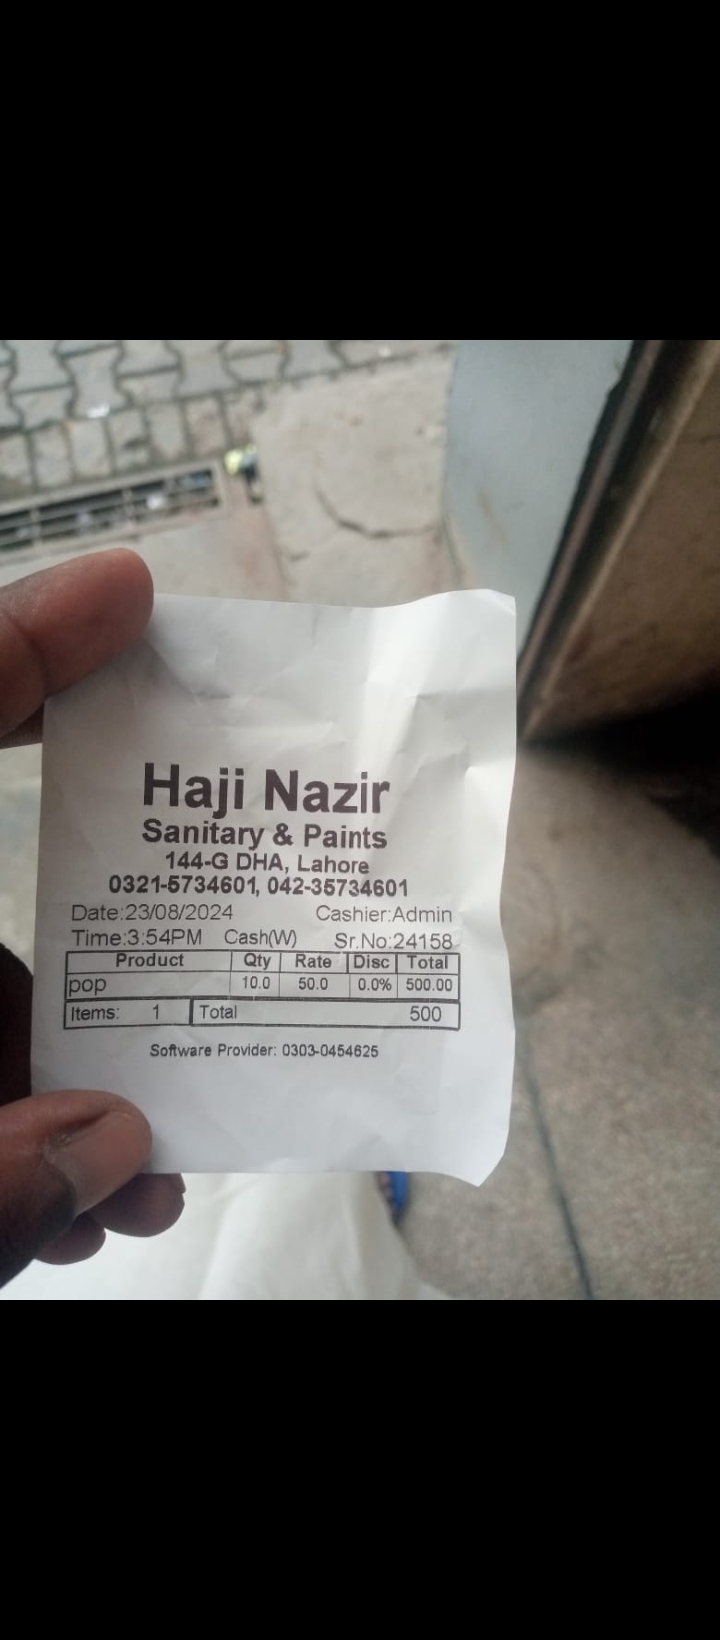 Haji Nazir
Sanitary & Paints
144-G DHA, Lahore
0321-5734601, 042-35734601
Date:23/08/2024 Cashier:Admin
Time:3:54PM Cash(W) Sr.No:24158
Product Qty Rate Disc Total
pop 10.0 50.0 0.0% 500.00
Items: 1 Total 500
Software Provider: 0303-0454625